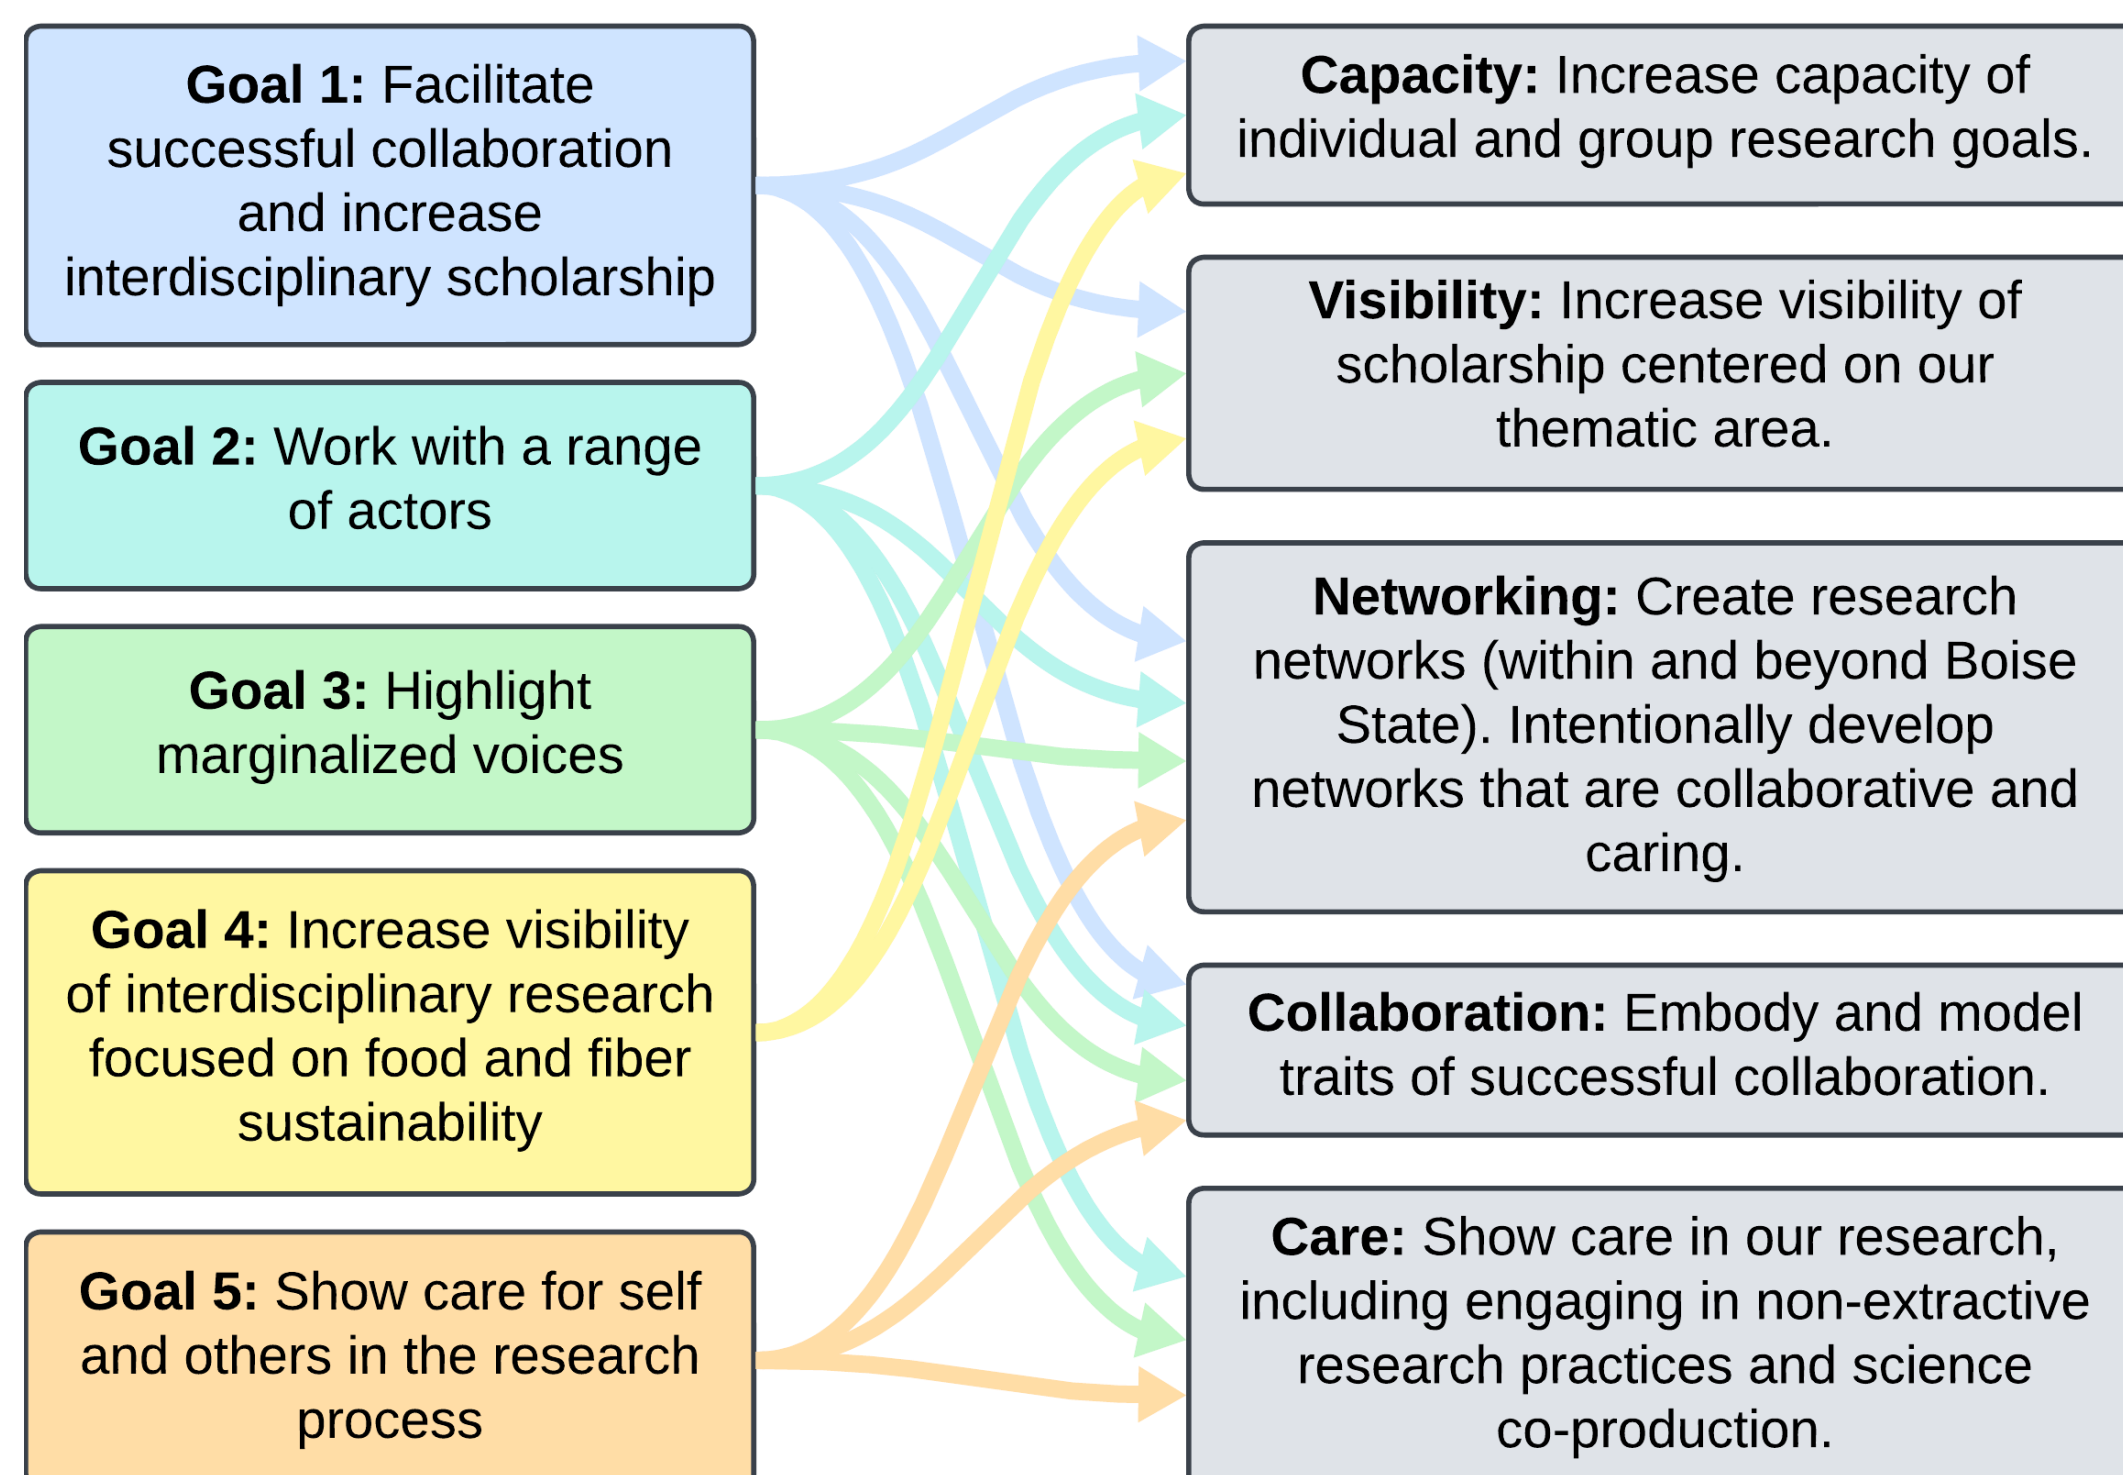 Goal 1: Facilitate
successful collaboration
and increase
interdisciplinary scholarship
Goal 2: Work with a range
of actors
Goal 3: Highlight
marginalized voices
Goal 4: Increase visibility
of interdisciplinary research
focused on food and fiber
sustainability
Goal 5: Show care for self
and others in the research
process
Capacity: Increase capacity of
individual and group research goals.
Visibility: Increase visibility of
scholarship centered on our
thematic area.
Networking: Create research
networks (within and beyond Boise
State). Intentionally develop
networks that are collaborative and
caring.
Collaboration: Embody and model
traits of successful collaboration.
Care: Show care in our research,
including engaging in non-extractive
research practices and science
co-production.